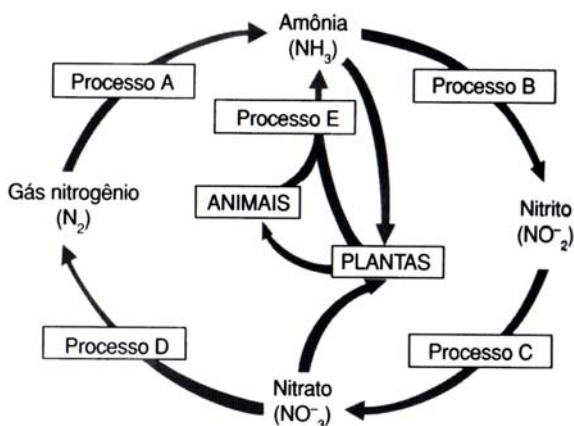 Amônia
(NH₃)
Processo A
Processo B
Processo E
Gás nitrogênio
(N₂)
ANIMAIS
Nitrito
(NO⁻₂)
PLANTAS
Processo D
Processo C
Nitrato
(NO⁻₃)